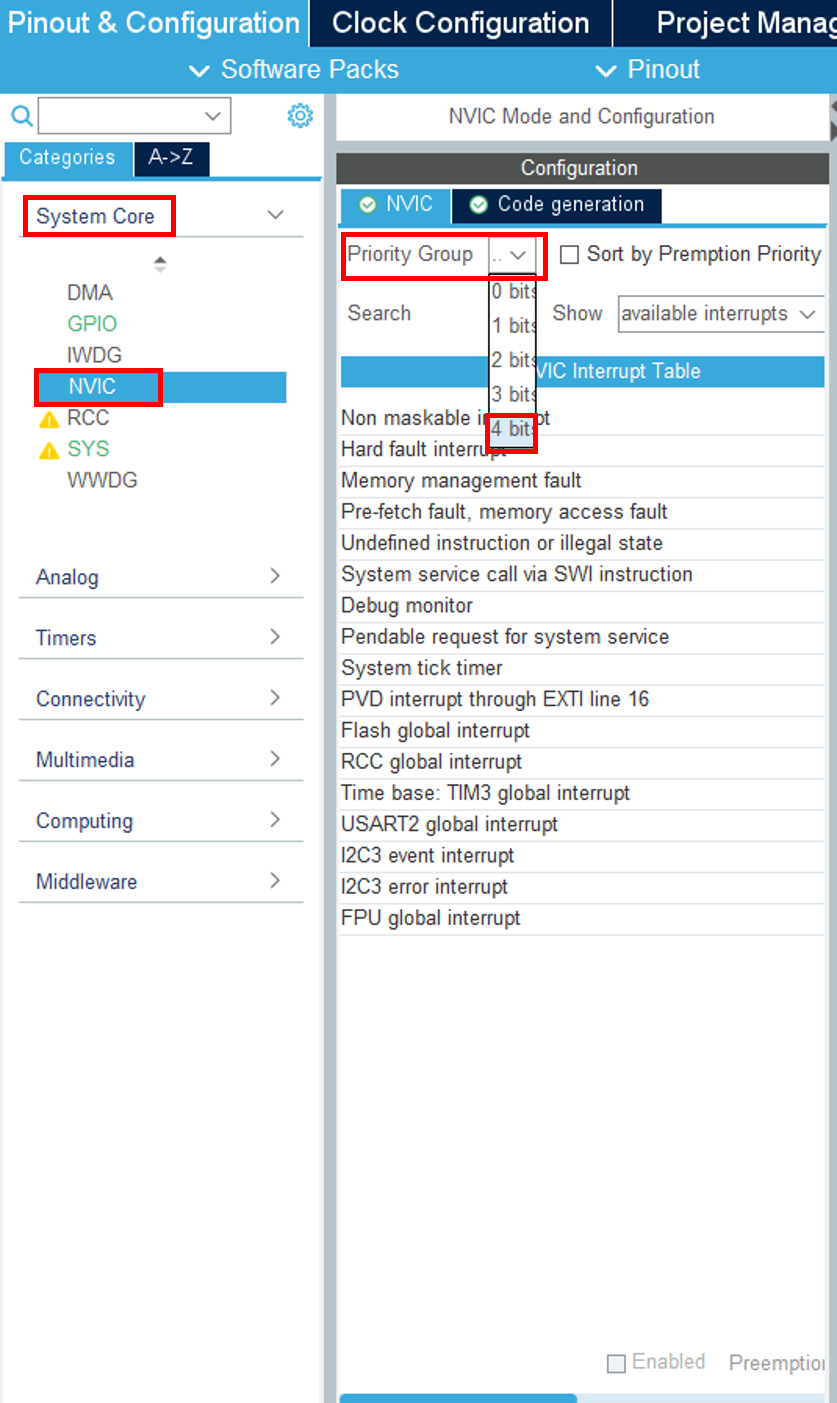 Pinout & Configuration Clock Configuration Project Manag
Software Packs Pinout
Categories A->Z
System Core
DMA
GPIO
IWDG
NVIC
RCC
SYS
WWDG
Analog
Timers
Connectivity
Multimedia
Computing
Middleware
NVIC Mode and Configuration
Configuration
NVIC Code generation
Priority Group .. Sort by Premption Priority
0 bits
1 bits
2 bits
3 bits
4 bits
Search Show available interrupts
VIC Interrupt Table
Non maskable in pt
Hard fault interrupt
Memory management fault
Pre-fetch fault, memory access fault
Undefined instruction or illegal state
System service call via SWI instruction
Debug monitor
Pendable request for system service
System tick timer
PVD interrupt through EXTI line 16
Flash global interrupt
RCC global interrupt
Time base: TIM3 global interrupt
USART2 global interrupt
I2C3 event interrupt
I2C3 error interrupt
FPU global interrupt
Enabled Preemption